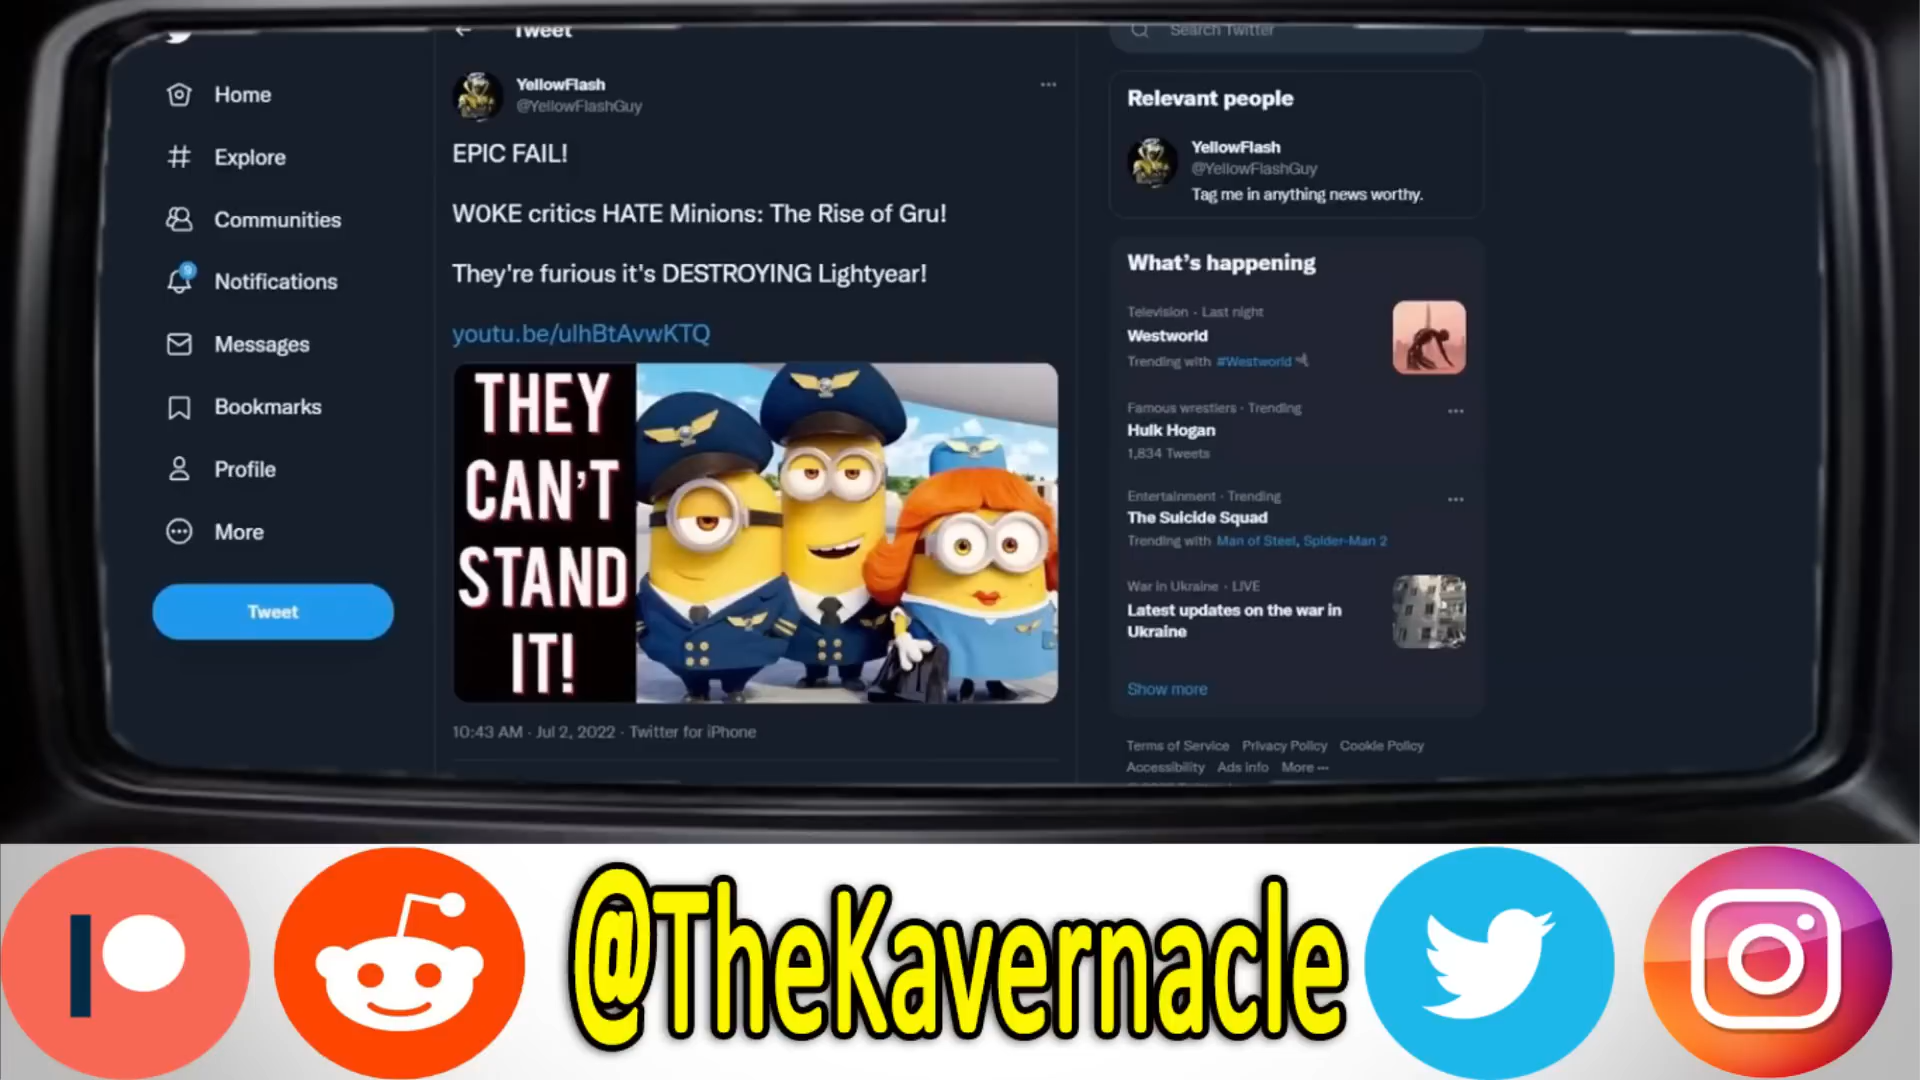 Tweet
Search Twitter
Home
Explore
Communities
9
Notifications
Messages
Bookmarks
Profile
More
Tweet
YellowFlash
@YellowFlashGuy
EPIC FAIL!
W0KE critics HATE Minions: The Rise of Gru!
They're furious it's DESTROYING Lightyear!
youtu.be/ulhBtAvwKTQ
THEY
CAN'T
STAND
IT!
10:43 AM · Jul 2, 2022 · Twitter for iPhone
Relevant people
YellowFlash
@YellowFlashGuy
Tag me in anything news worthy.
What's happening
Television · Last night
Westworld
Trending with #Westworld
Famous wrestlers · Trending
Hulk Hogan
1,834 Tweets
Entertainment · Trending
The Suicide Squad
Trending with Man of Steel, Spider-Man 2
War in Ukraine · LIVE
Latest updates on the war in
Ukraine
Show more
Terms of Service Privacy Policy Cookie Policy
Accessibility Ads info More ···
@TheKavernacle